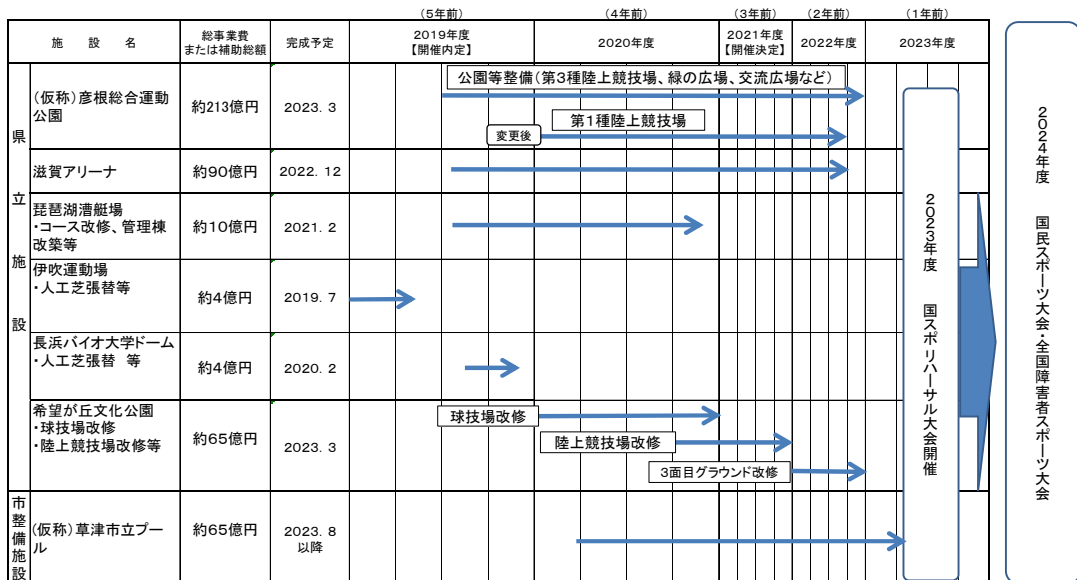 （5年前）
（4年前）
（3年前）
（2年前）
（1年前）
施　設　名
総事業費
または補助総額
完成予定
2019年度
【開催内定】
2020年度
2021年度
【開催決定】
2022年度
2023年度
県立施設
（仮称）彦根総合運動
公園
約213億円
2023. 3
公園等整備（第3種陸上競技場、緑の広場、交流広場など）
変更後
第1種陸上競技場
滋賀アリーナ
約90億円
2022. 12
琵琶湖漕艇場
・コース改修、管理棟
改築等
約10億円
2021. 2
伊吹運動場
・人工芝張替等
約4億円
2019. 7
長浜バイオ大学ドーム
・人工芝張替　等
約4億円
2020. 2
希望が丘文化公園
・球技場改修
・陸上競技場改修等
約65億円
2023. 3
球技場改修
陸上競技場改修
3面目グラウンド改修
市整備施設
（仮称）草津市立プー
ル
約65億円
2023. 8
以降
2023年度　国スポリハーサル大会開催
2024年度　国民スポーツ大会・全国障害者スポーツ大会